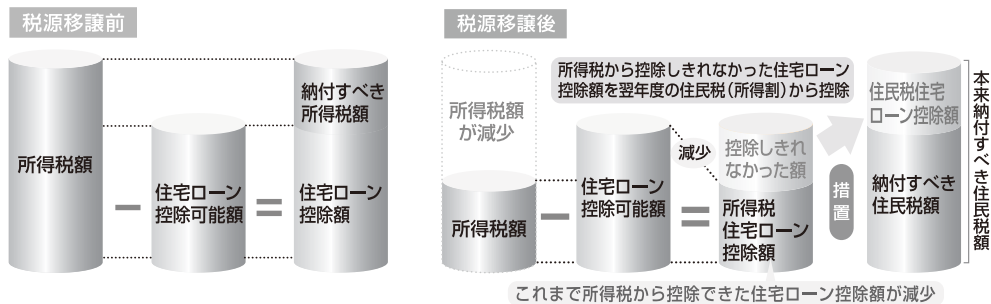 税源移譲前
所得税額
住宅ローン
控除可能額
納付すべき
所得税額
住宅ローン
控除額
税源移譲後
所得税額
が減少
所得税額
住宅ローン
控除可能額
所得税から控除しきれなかった住宅ローン
控除額を翌年度の住民税（所得割）から控除
減少
控除しきれ
なかった額
所得税
住宅ローン
控除額
措置
住民税住宅
ローン控除額
納付すべき
住民税額
本来納付すべき住民税額
これまで所得税から控除できた住宅ローン控除額が減少